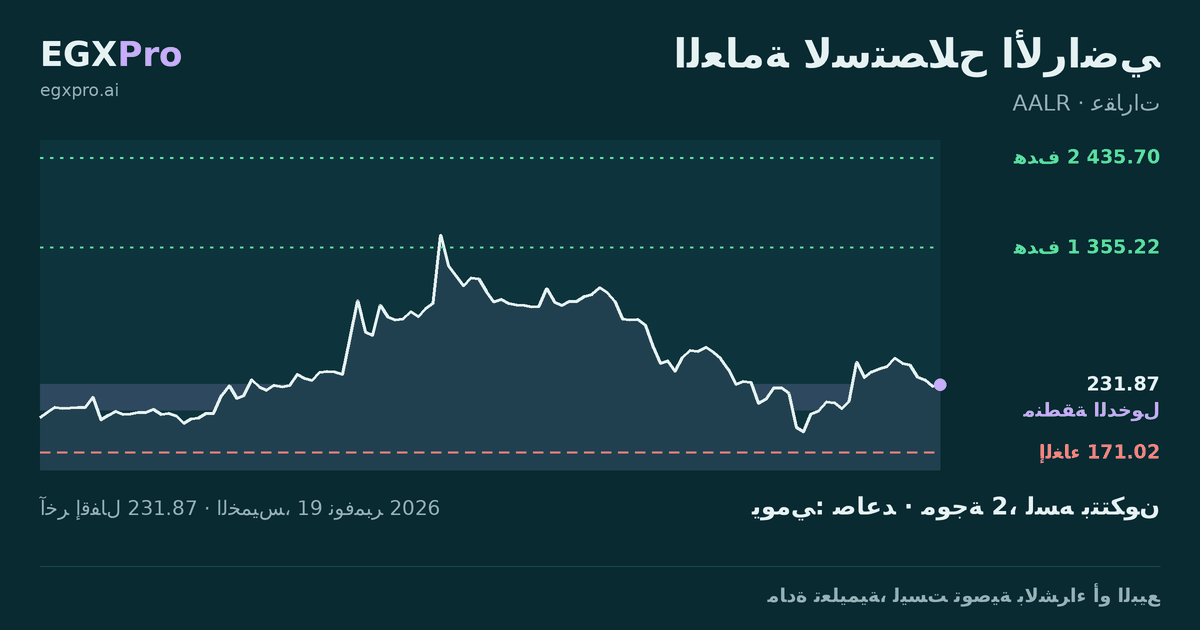 EGXPro
egxpro.ai
العامة لاستصلاح الأراضي
AALR · عقارات
هدف 2 435.70
هدف 1 355.22
231.87
منطقة الدخول
إلغاء 171.02
يومي: صاعد · موجة 2، لسه بتتكون
آخر إقفال 231.87 · الخميس، 19 نوفمبر 2026
مادة تعليمية، ليست توصية بالشراء أو البيع